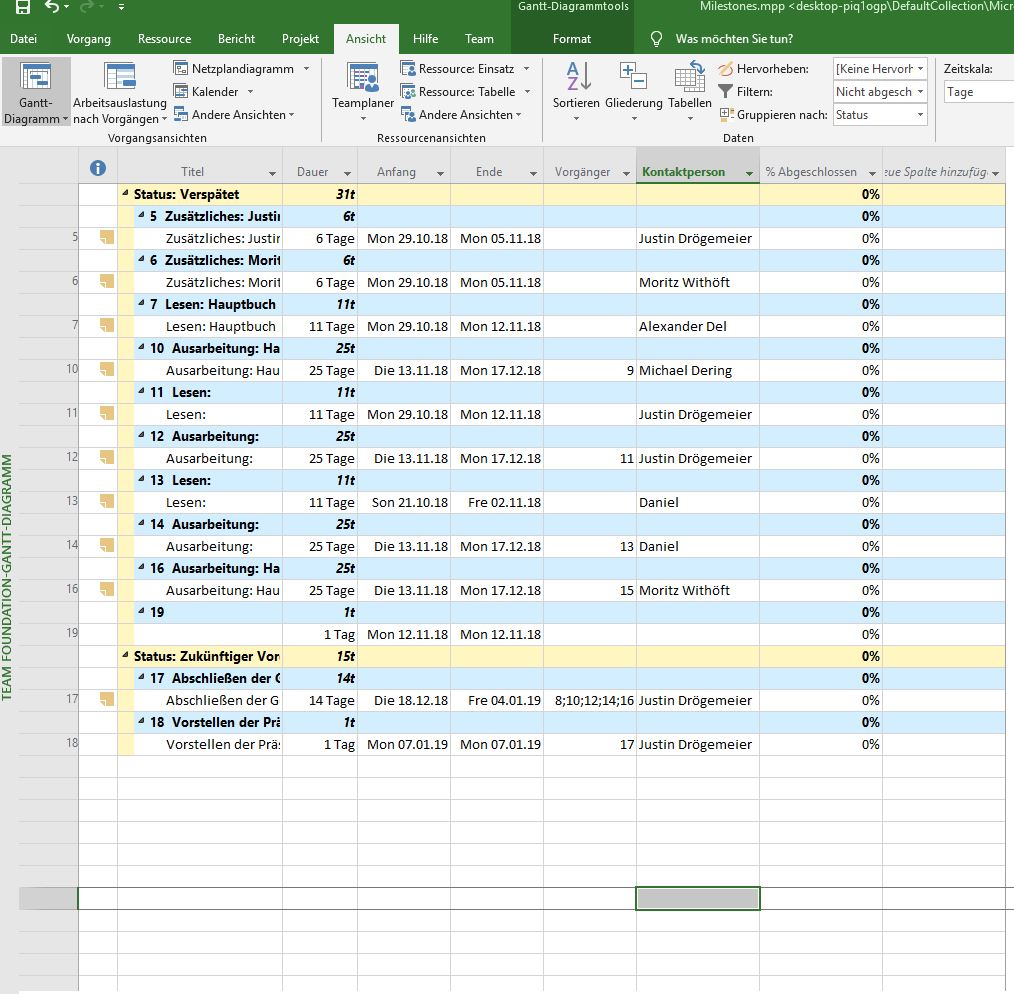 Gantt-Diagrammtools
Milestones.mpp <desktop-piq1ogp\DefaultCollection\Micro
Datei Vorgang Ressource Bericht Projekt Ansicht Hilfe Team Format Was möchten Sie tun?
Gantt-Diagramm
Arbeitsauslastung nach Vorgängen
Netzplandiagramm
Kalender
Andere Ansichten
Vorgangsansichten
Teamplaner
Ressource: Einsatz
Ressource: Tabelle
Andere Ansichten
Ressourcenansichten
Sortieren
Gliederung
Tabellen
Hervorheben: [Keine Hervorh
Filtern: Nicht abgesch
Gruppieren nach: Status
Daten
Zeitskala:
Tage
TEAM FOUNDATION-GANTT-DIAGRAMM
Titel Dauer Anfang Ende Vorgänger Kontaktperson % Abgeschlossen eue Spalte hinzufüg
Status: Verspätet 31t 0%
5 Zusätzliches: Justin 6t 0%
5 Zusätzliches: Justin 6 Tage Mon 29.10.18 Mon 05.11.18 Justin Drögemeier 0%
6 Zusätzliches: Morit 6t 0%
6 Zusätzliches: Morit 6 Tage Mon 29.10.18 Mon 05.11.18 Moritz Withöft 0%
7 Lesen: Hauptbuch 11t 0%
7 Lesen: Hauptbuch 11 Tage Mon 29.10.18 Mon 12.11.18 Alexander Del 0%
10 Ausarbeitung: Ha 25t 0%
10 Ausarbeitung: Hau 25 Tage Die 13.11.18 Mon 17.12.18 9 Michael Dering 0%
11 Lesen: 11t 0%
11 Lesen: 11 Tage Mon 29.10.18 Mon 12.11.18 Justin Drögemeier 0%
12 Ausarbeitung: 25t 0%
12 Ausarbeitung: 25 Tage Die 13.11.18 Mon 17.12.18 11 Justin Drögemeier 0%
13 Lesen: 11t 0%
13 Lesen: 11 Tage Son 21.10.18 Fre 02.11.18 Daniel 0%
14 Ausarbeitung: 25t 0%
14 Ausarbeitung: 25 Tage Die 13.11.18 Mon 17.12.18 13 Daniel 0%
16 Ausarbeitung: Ha 25t 0%
16 Ausarbeitung: Hau 25 Tage Die 13.11.18 Mon 17.12.18 15 Moritz Withöft 0%
19 1t 0%
19 1 Tag Mon 12.11.18 Mon 12.11.18 0%
Status: Zukünftiger Vor 15t 0%
17 Abschließen der G 14t 0%
17 Abschließen der G 14 Tage Die 18.12.18 Fre 04.01.19 8;10;12;14;16 Justin Drögemeier 0%
18 Vorstellen der Prä 1t 0%
18 Vorstellen der Präs 1 Tag Mon 07.01.19 Mon 07.01.19 17 Justin Drögemeier 0%